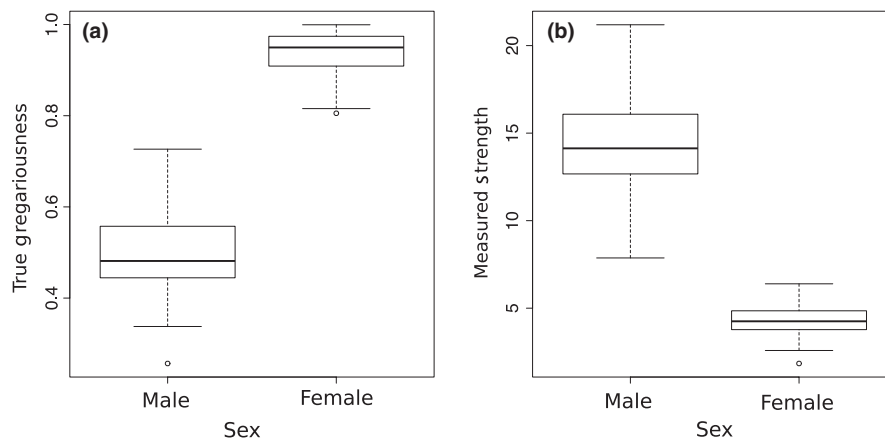 (a)
True gregariousness
1.0
0.8
0.6
0.4
Male
Female
Sex
(b)
Measured strength
20
15
10
5
Male
Female
Sex